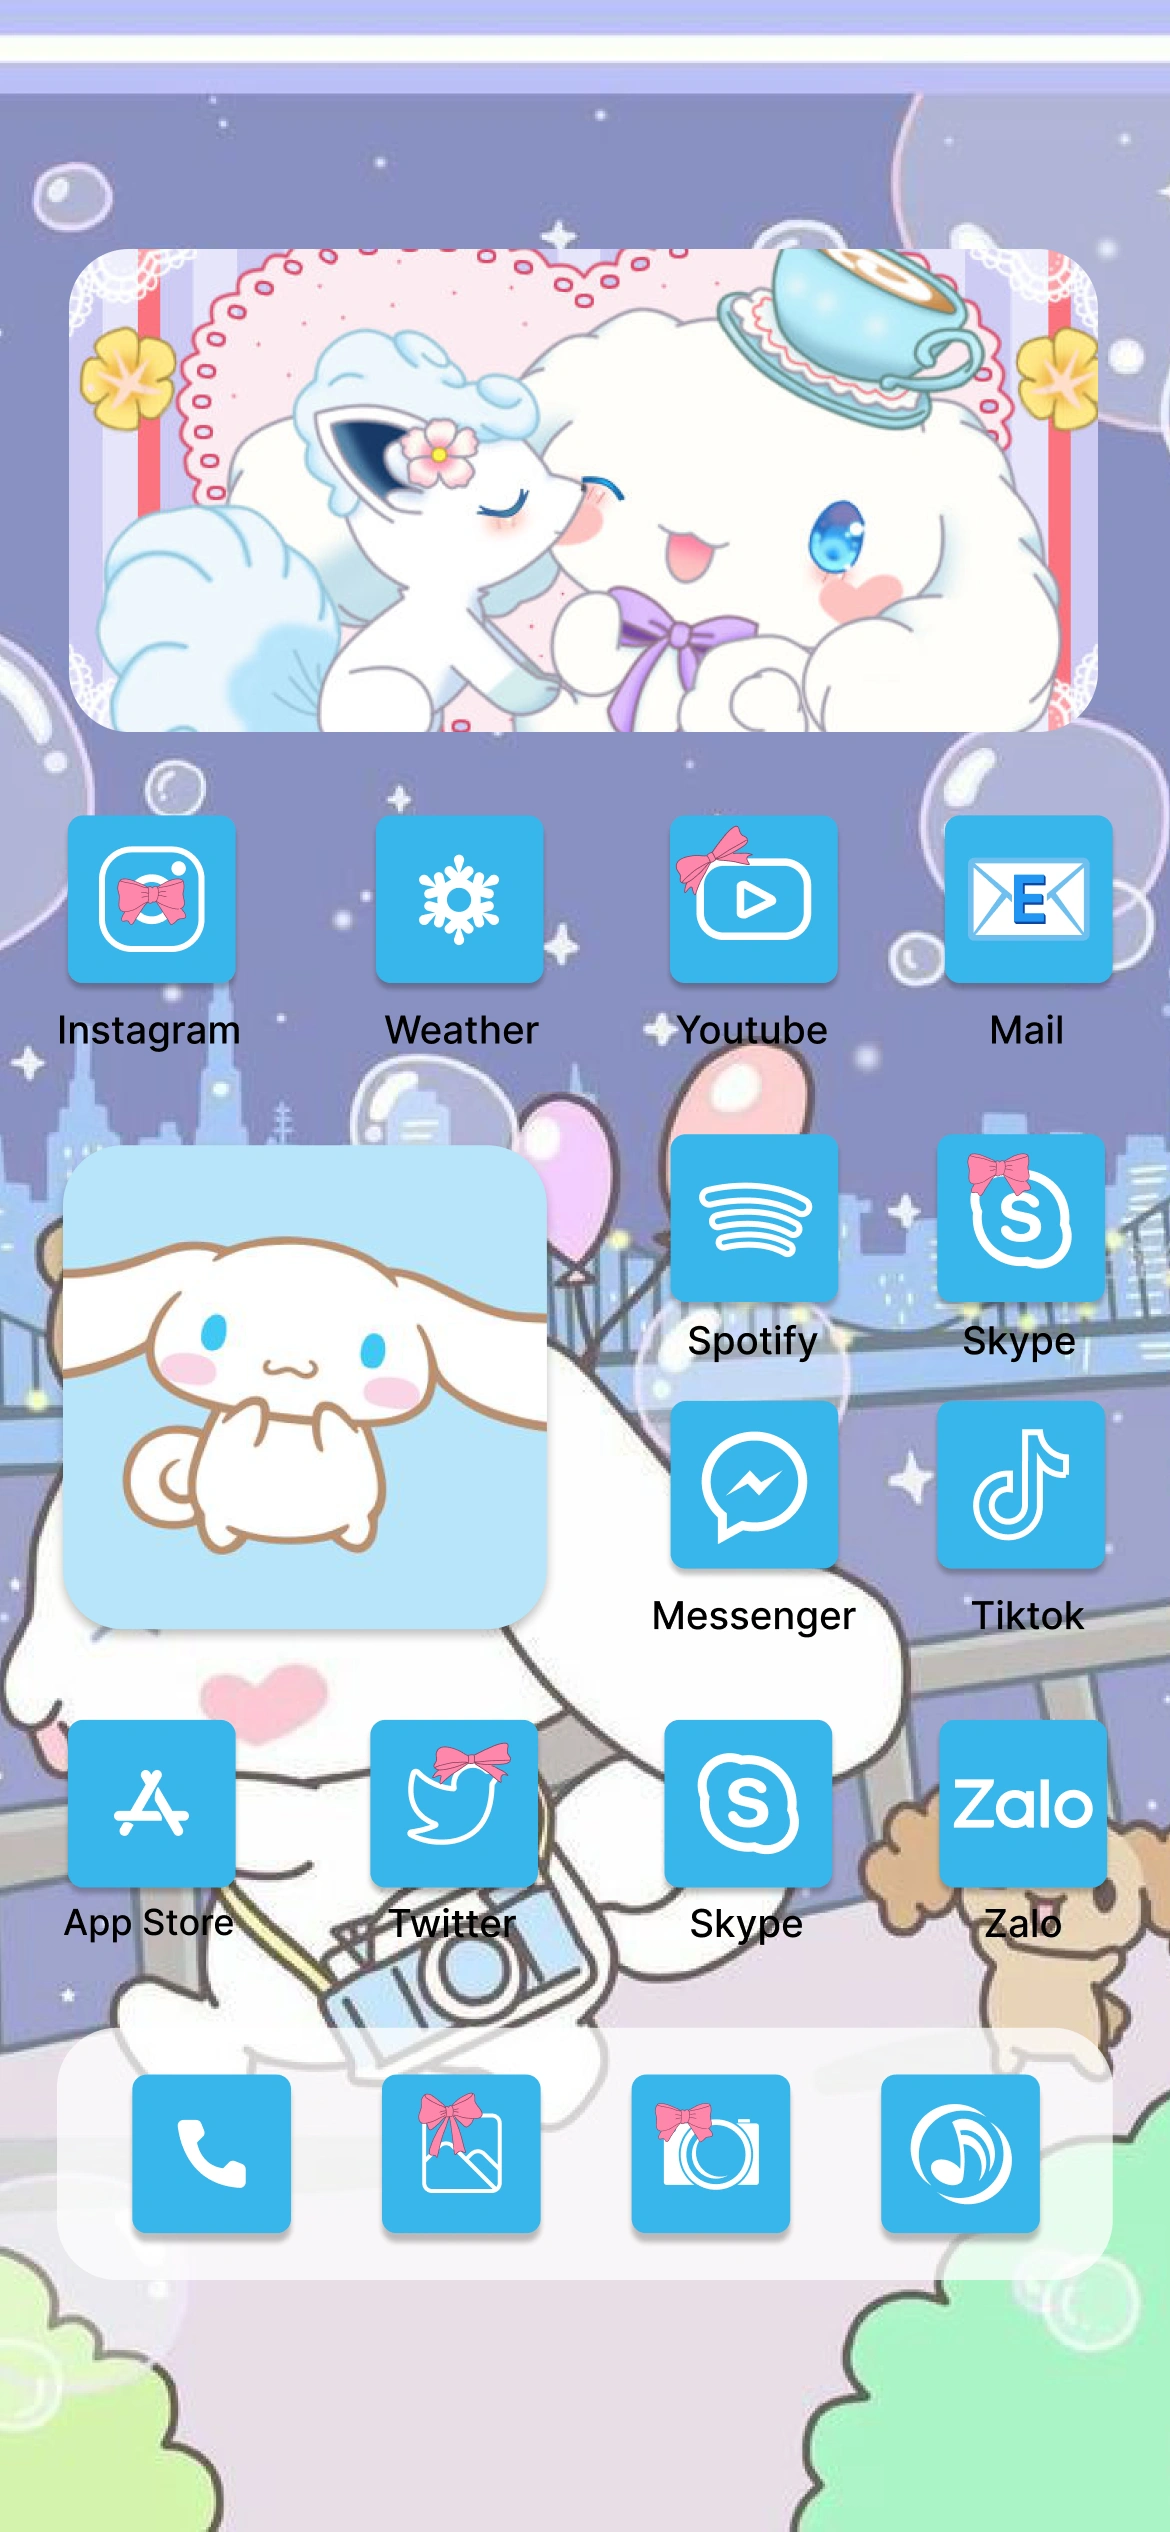 E
Instagram
Weather
Youtube
Mail
S
Spotify
Skype
Messenger
Tiktok
S
Zalo
App Store
Twitter
Skype
Zalo